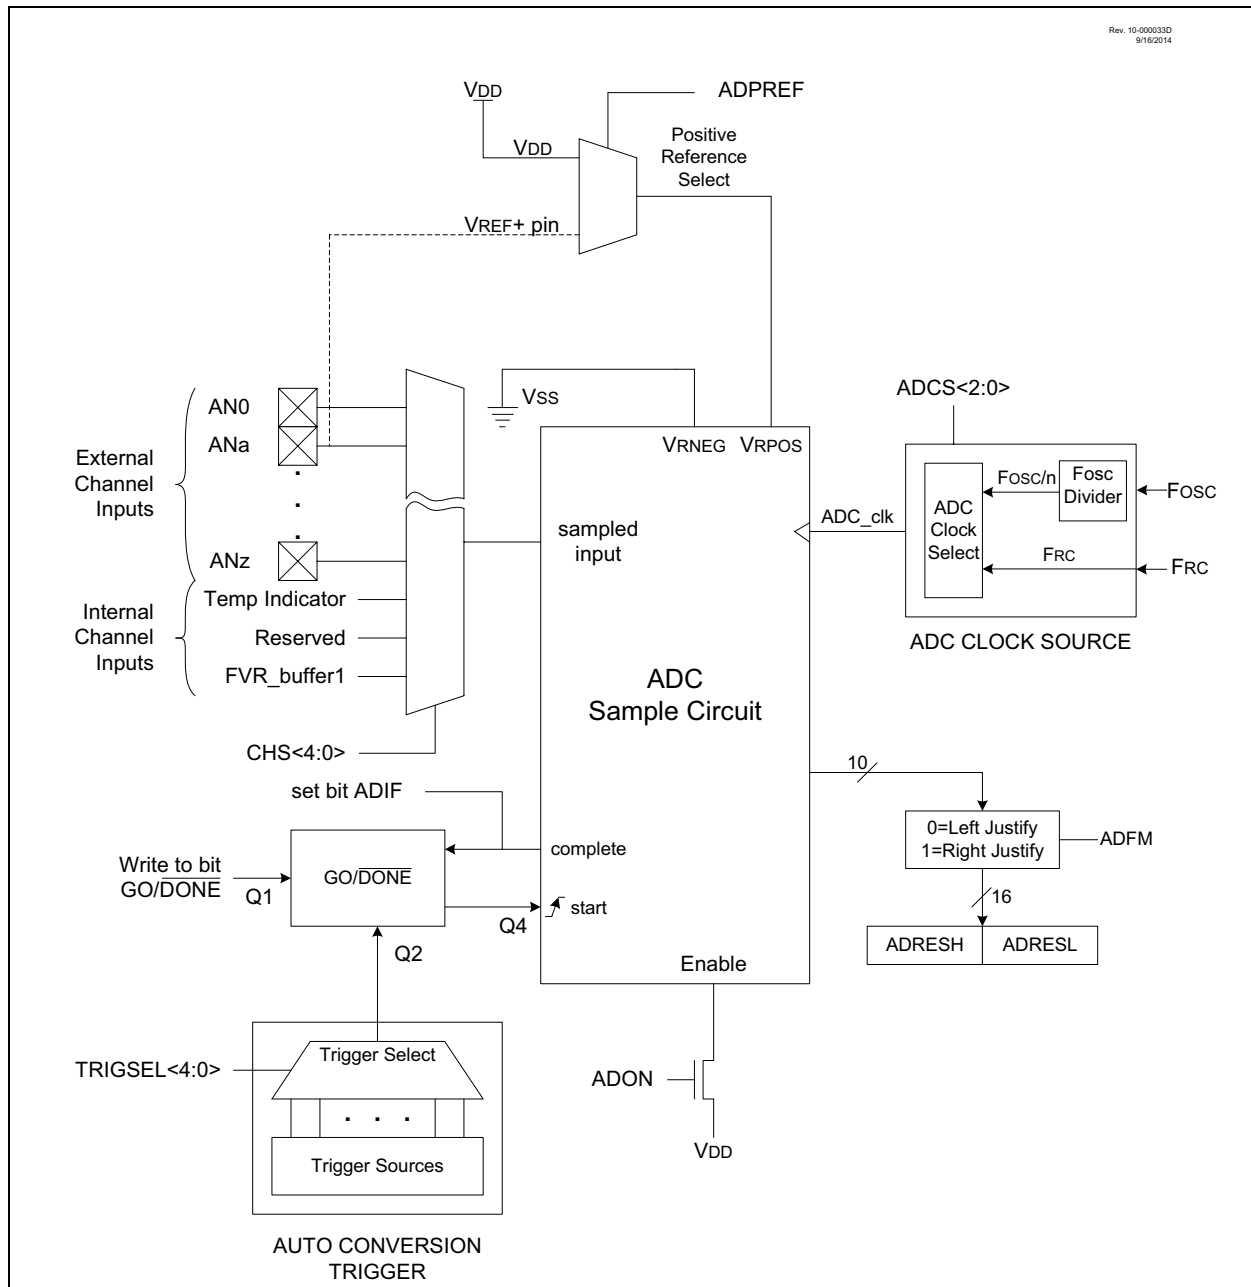 Rev. 10-000033D
9/16/2014
VDD
ADPREF
VDD
Positive
Reference
Select
VREF+ pin
AN0
ANa
ANz
External
Channel
Inputs
Internal
Channel
Inputs
Temp Indicator
Reserved
FVR_buffer1
CHS<4:0>
VSS
VRNEG
VRPOS
sampled
input
ADC_clk
ADC
Sample Circuit
ADCS<2:0>
ADC
Clock
Select
FOSC/n
Fosc
Divider
FOSC
FRC
FRC
ADC CLOCK SOURCE
10
0=Left Justify
1=Right Justify
ADFM
16
ADRESH
ADRESL
set bit ADIF
complete
Write to bit
GO/DONE
Q1
GO/DONE
Q4
start
Q2
Enable
ADON
VDD
TRIGSEL<4:0>
Trigger Select
. . .
Trigger Sources
AUTO CONVERSION
TRIGGER